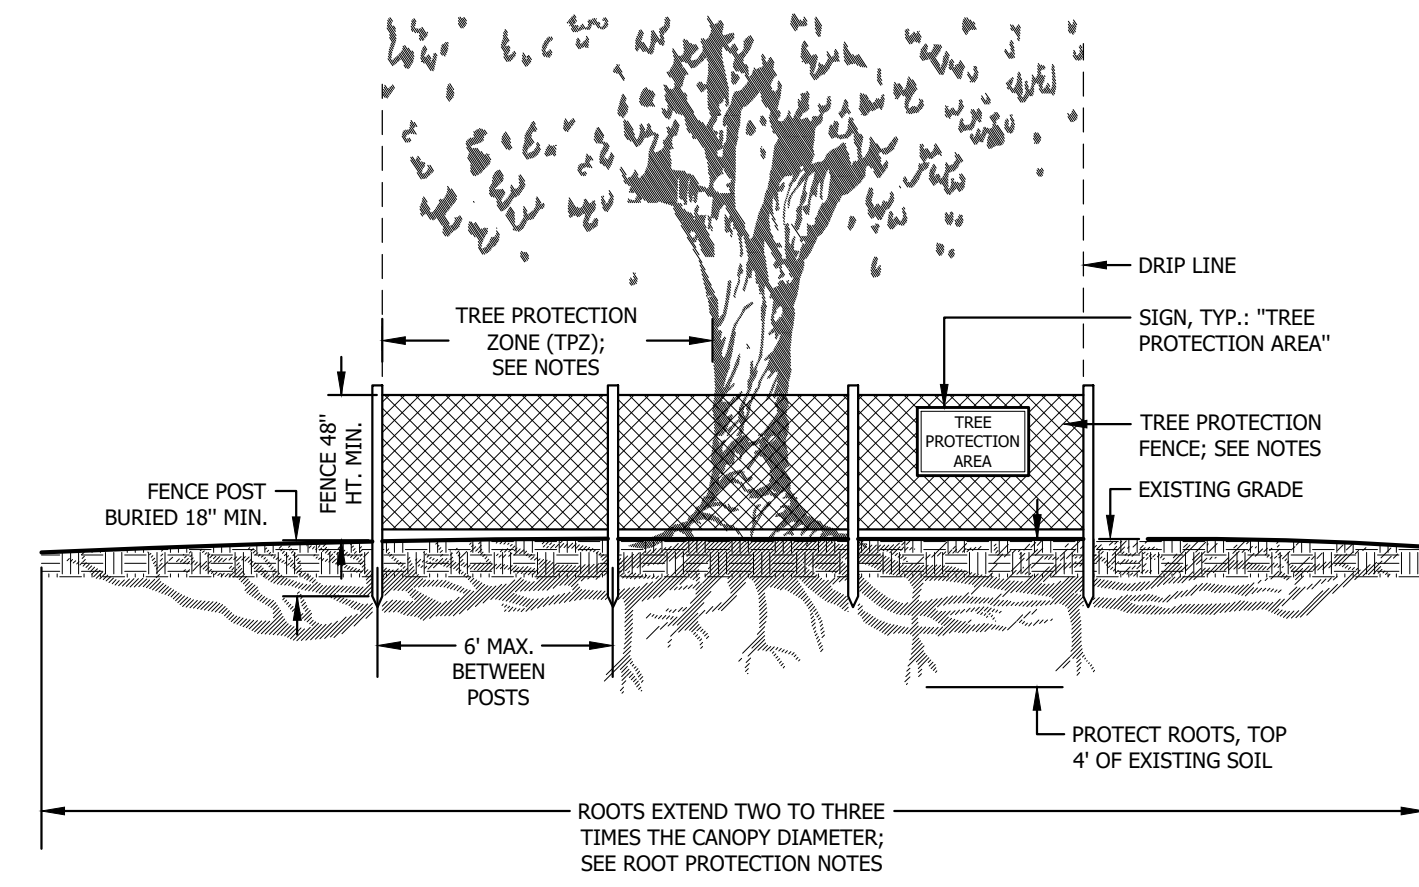 DRIP LINE
TREE PROTECTION
ZONE (TPZ);
SEE NOTES
SIGN, TYP.: "TREE
PROTECTION AREA"
FENCE 48"
HT. MIN.
TREE
PROTECTION
AREA
TREE PROTECTION
FENCE; SEE NOTES
FENCE POST
BURIED 18" MIN.
EXISTING GRADE
6' MAX.
BETWEEN
POSTS
PROTECT ROOTS, TOP
4' OF EXISTING SOIL
ROOTS EXTEND TWO TO THREE
TIMES THE CANOPY DIAMETER;
SEE ROOT PROTECTION NOTES